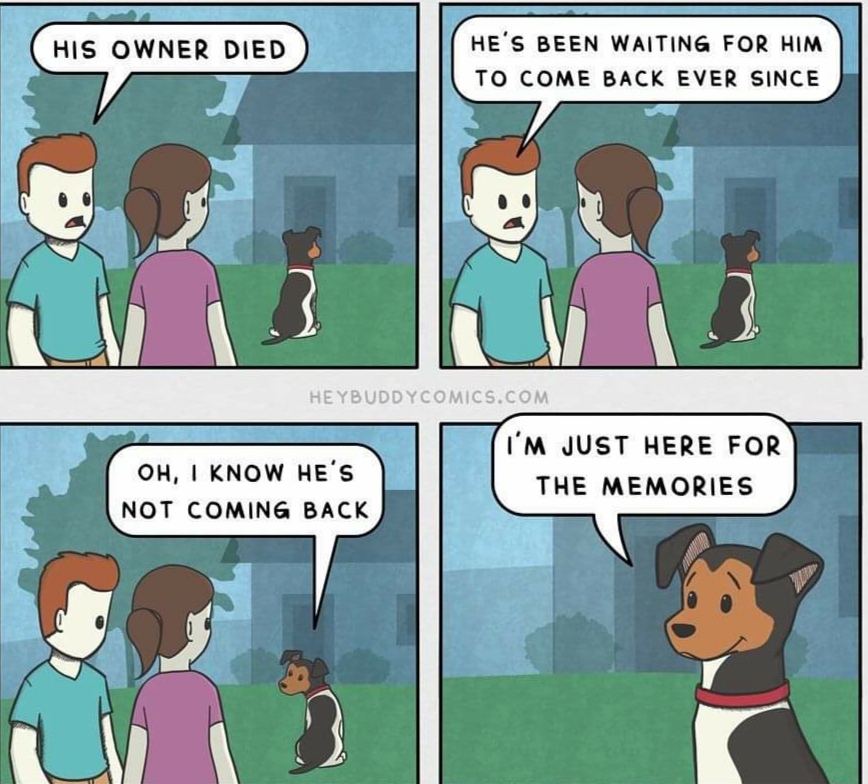 HIS OWNER DIED
HE'S BEEN WAITING FOR HIM
TO COME BACK EVER SINCE
HEYBUDDYCOMICS.COM
OH, I KNOW HE'S
NOT COMING BACK
I'M JUST HERE FOR
THE MEMORIES